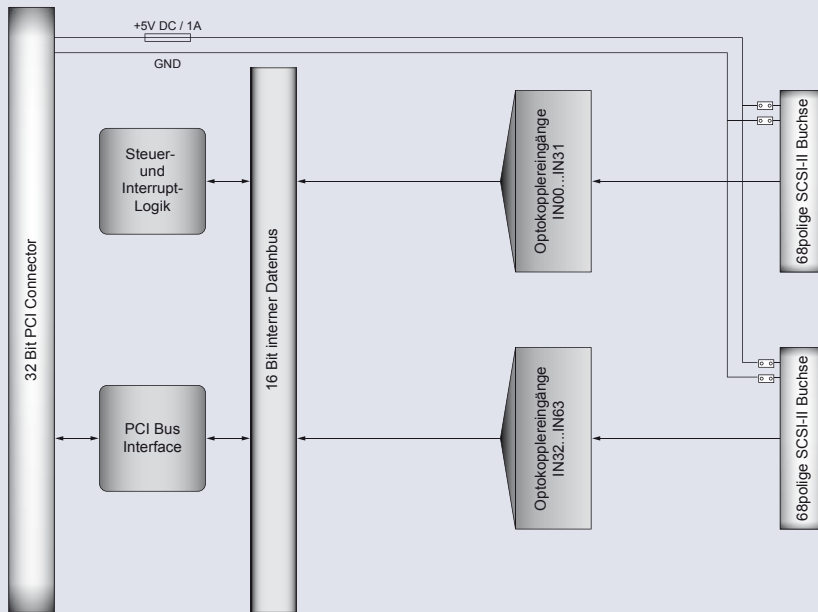 +5V DC / 1A
GND
32 Bit PCI Connector
Steuer-
und
Interrupt-
Logik
PCI Bus
Interface
16 Bit interner Datenbus
Optokopplereingänge
IN00...IN31
Optokopplereingänge
IN32...IN63
68polige SCSI-II Buchse
68polige SCSI-II Buchse